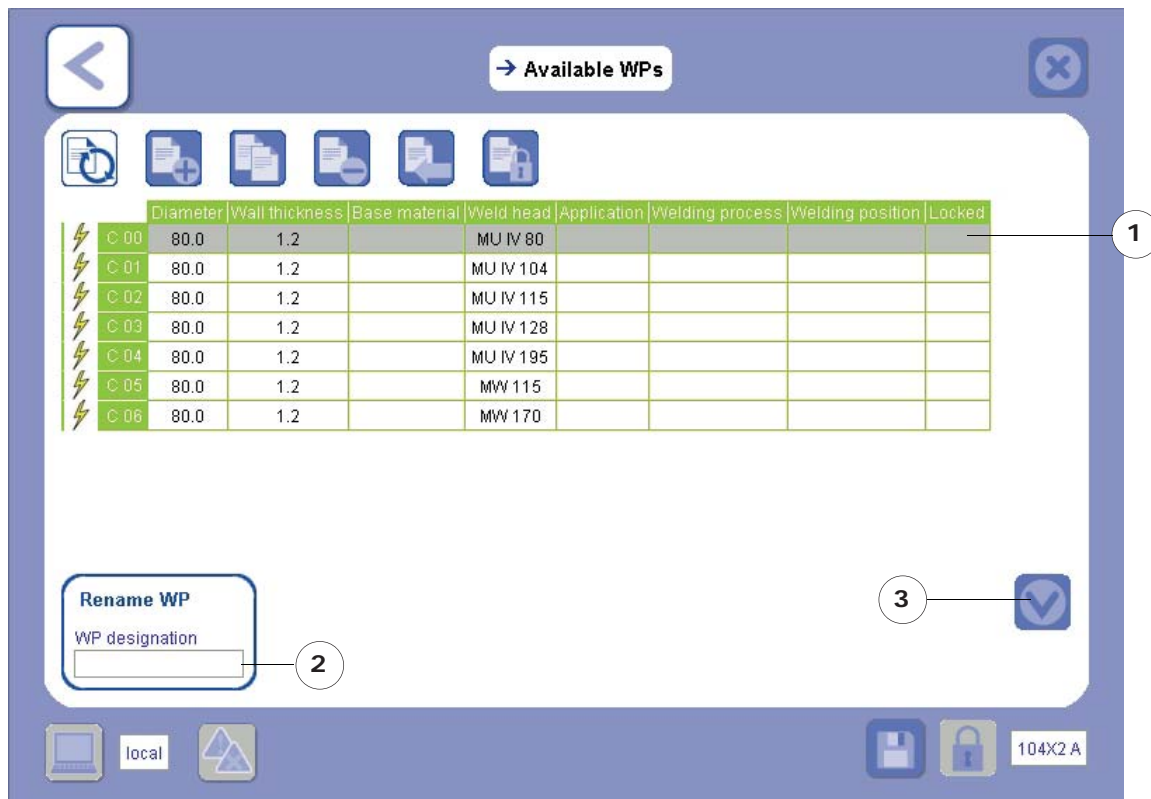 → Available WPs
Diameter Wall thickness Base material Weld head Application Welding process Welding position Locked
C 00 80.0 1.2 MU IV 80
1
C 01 80.0 1.2 MU IV 104
C 02 80.0 1.2 MU IV 115
C 03 80.0 1.2 MU IV 128
C 04 80.0 1.2 MU IV 195
C 05 80.0 1.2 MW 115
C 06 80.0 1.2 MW 170
Rename WP
3
WP designation
2
local
104X2 A